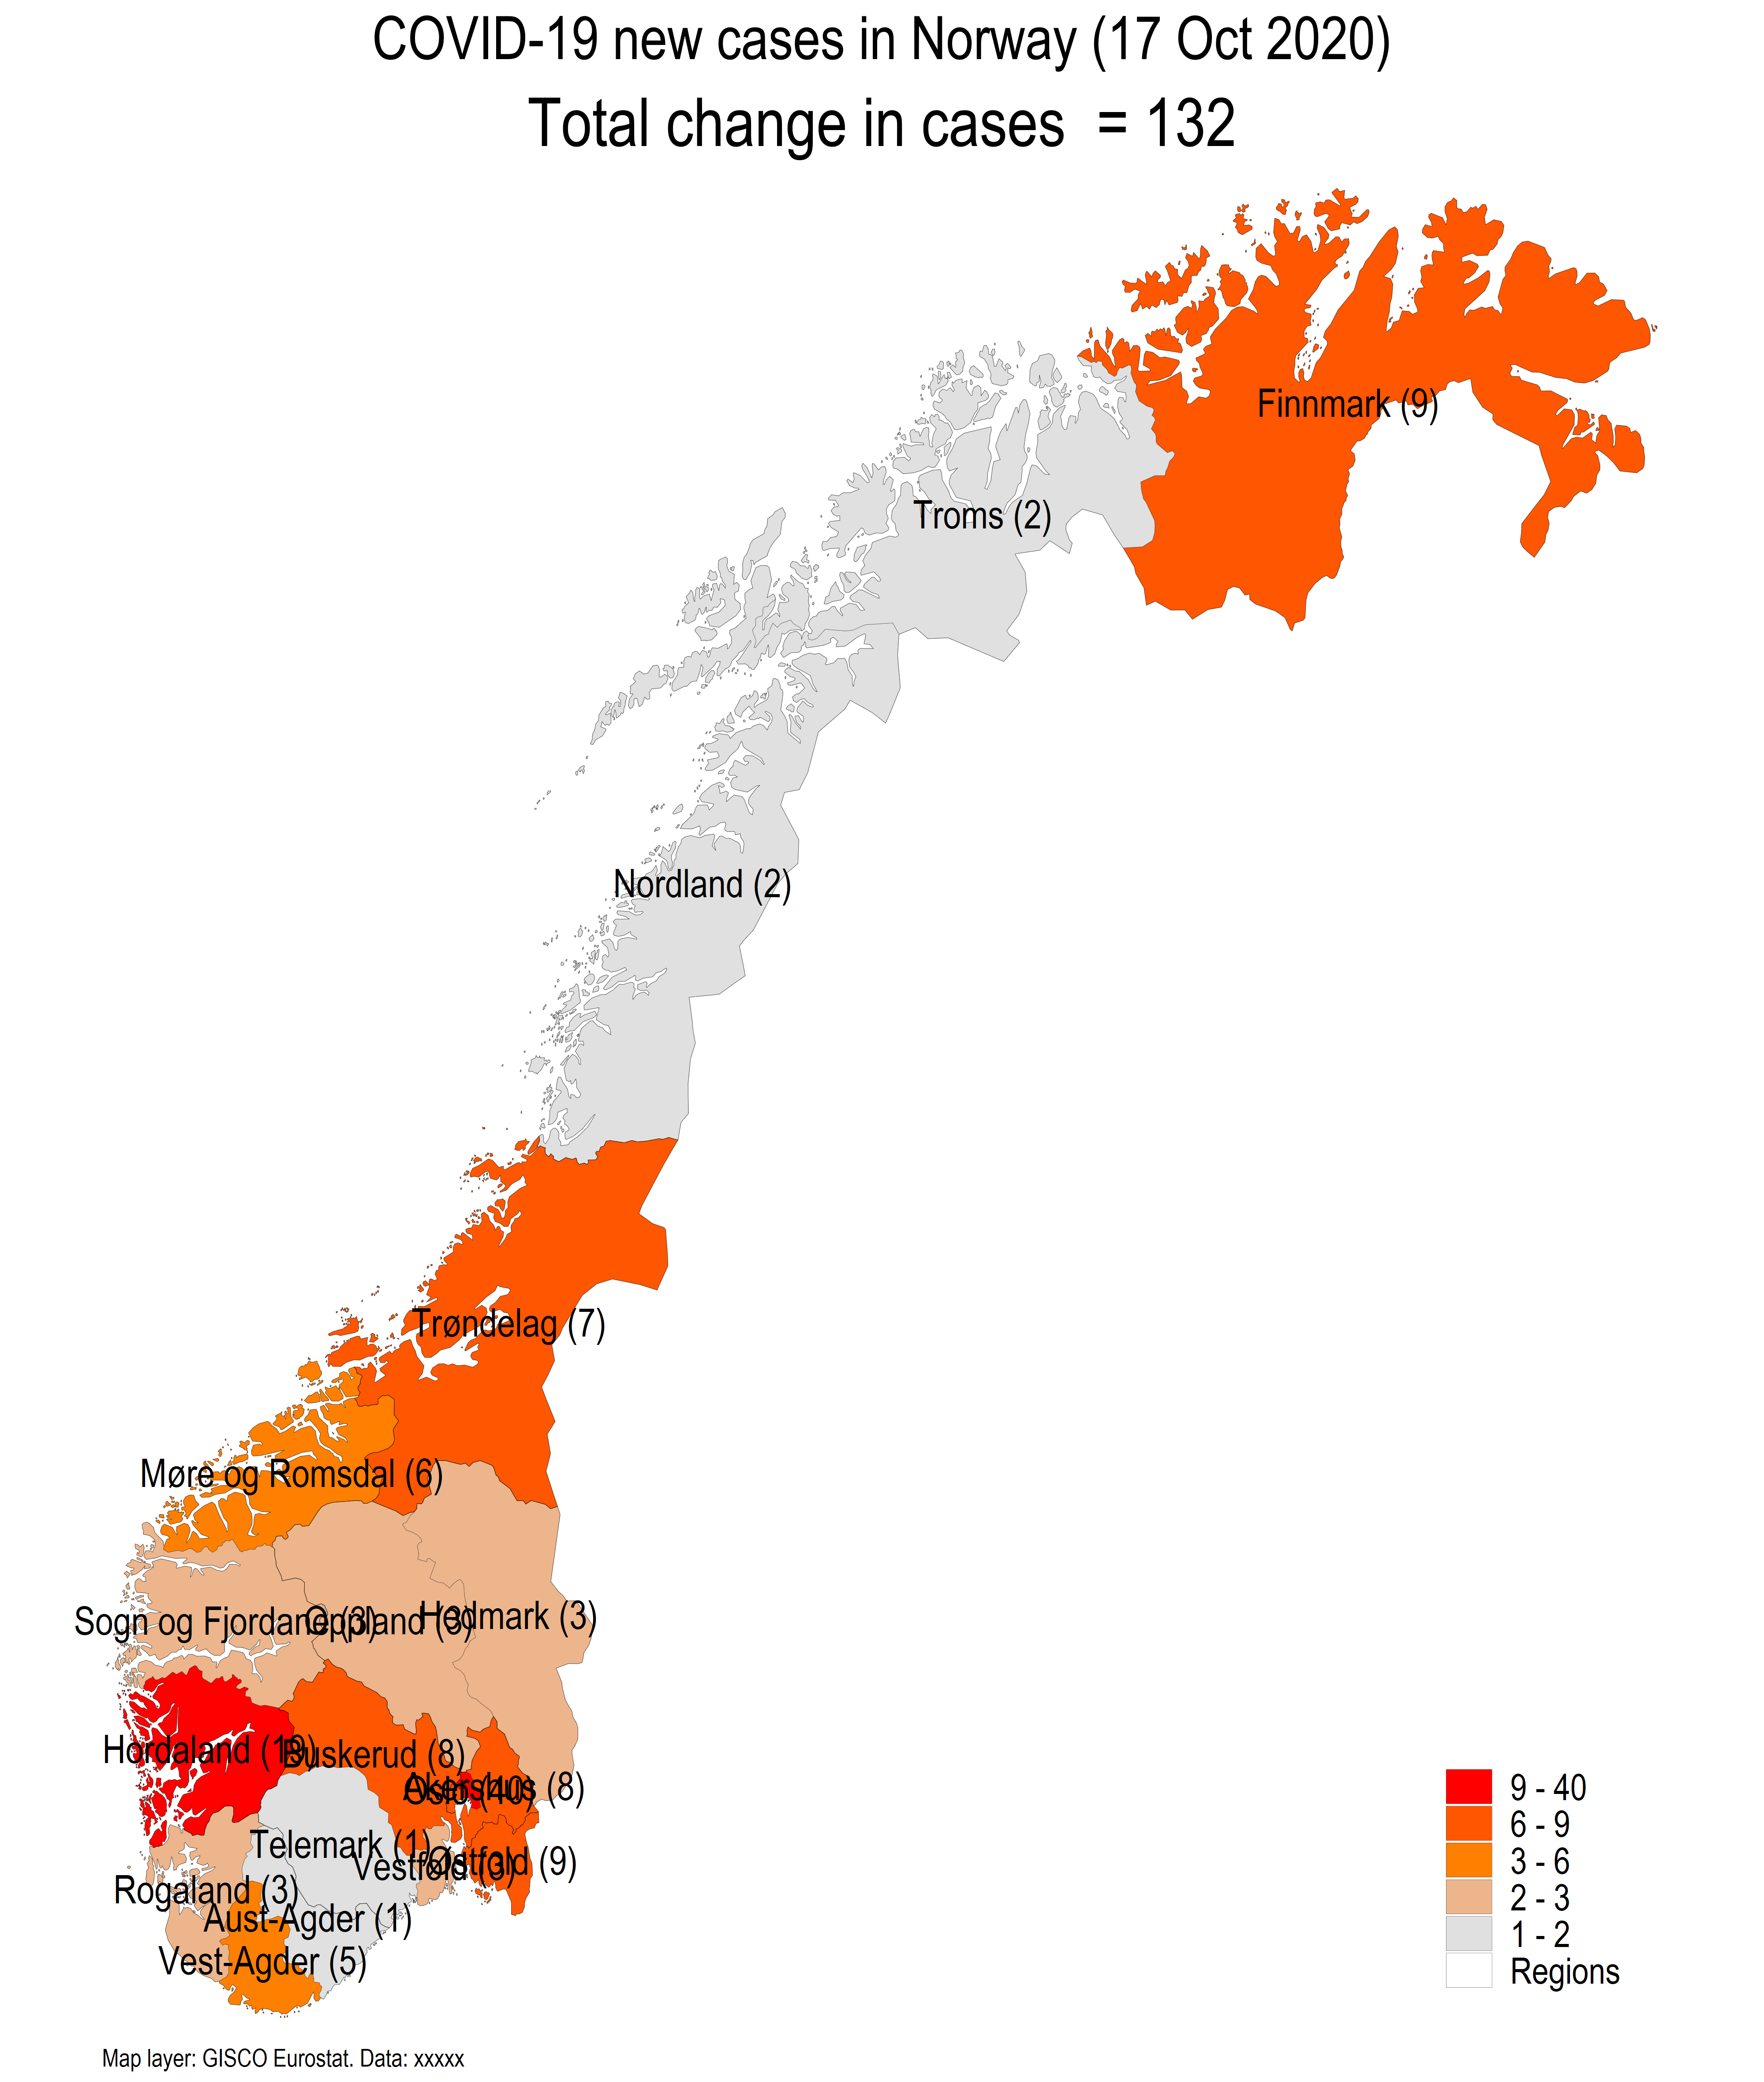 COVID-19 new cases in Norway (17 Oct 2020)
Total change in cases = 132
Finnmark (9)
Troms (2)
Nordland (2)
Trøndelag (7)
Møre og Romsdal (6)
Sogn og Fjordane (3)
Oppland (3)
Hedmark (3)
Hordaland (19)
Buskerud (8)
Akershus (8)
Oslo (40)
Telemark (1)
Vestfold (3)
Østfold (9)
Rogaland (3)
Aust-Agder (1)
Vest-Agder (5)
9 - 40
6 - 9
3 - 6
2 - 3
1 - 2
Regions
Map layer: GISCO Eurostat. Data: xxxxx